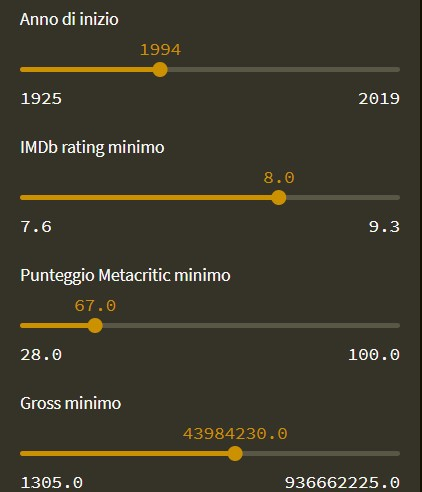 Anno di inizio
1994
1925 2019
IMDb rating minimo
8.0
7.6 9.3
Punteggio Metacritic minimo
67.0
28.0 100.0
Gross minimo
43984230.0
1305.0 936662225.0